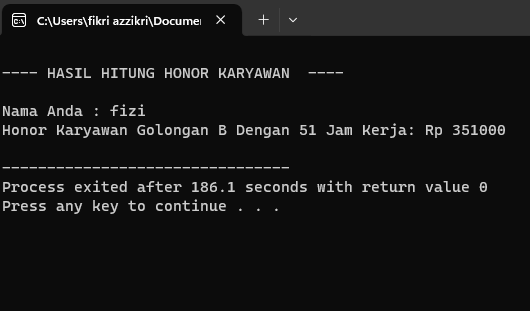 C:\Users\fikri azzikri\Documen
---- HASIL HITUNG HONOR KARYAWAN  ----
Nama Anda : fizi
Honor Karyawan Golongan B Dengan 51 Jam Kerja: Rp 351000
--------------------------------
Process exited after 186.1 seconds with return value 0
Press any key to continue . . .